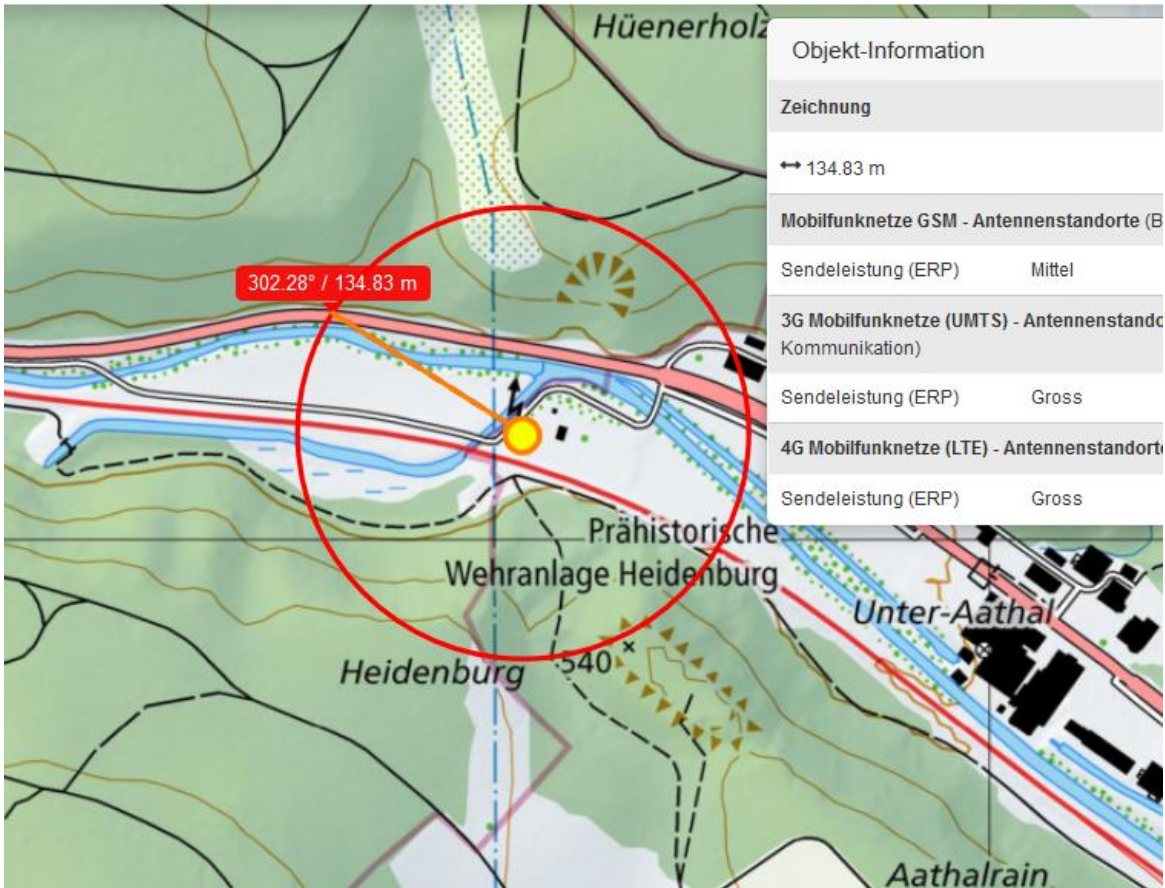 Hüenerholz
Objekt-Information
Zeichnung
↔ 134.83 m
Mobilfunknetze GSM - Antennenstandorte (B
Sendeleistung (ERP) Mittel
3G Mobilfunknetze (UMTS) - Antennenstando
Kommunikation)
Sendeleistung (ERP) Gross
4G Mobilfunknetze (LTE) - Antennenstandorte
Sendeleistung (ERP) Gross
302.28° / 134.83 m
Prähistorische
Wehranlage Heidenburg
Unter-Aathal
Heidenburg
540
Aathalrain